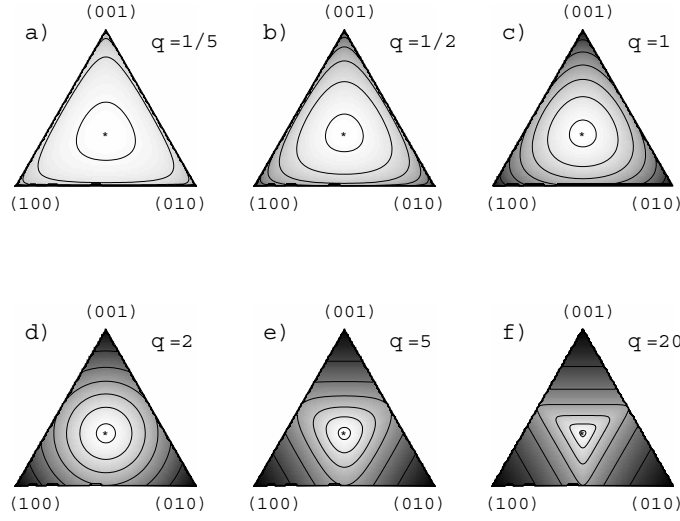 (001) (001) (001)
a) q=1/5 b) q=1/2 c) q=1
(100) (010) (100) (010) (100) (010)
(001) (001) (001)
d) q=2 e) q=5 f) q=20
(100) (010) (100) (010) (100) (010)